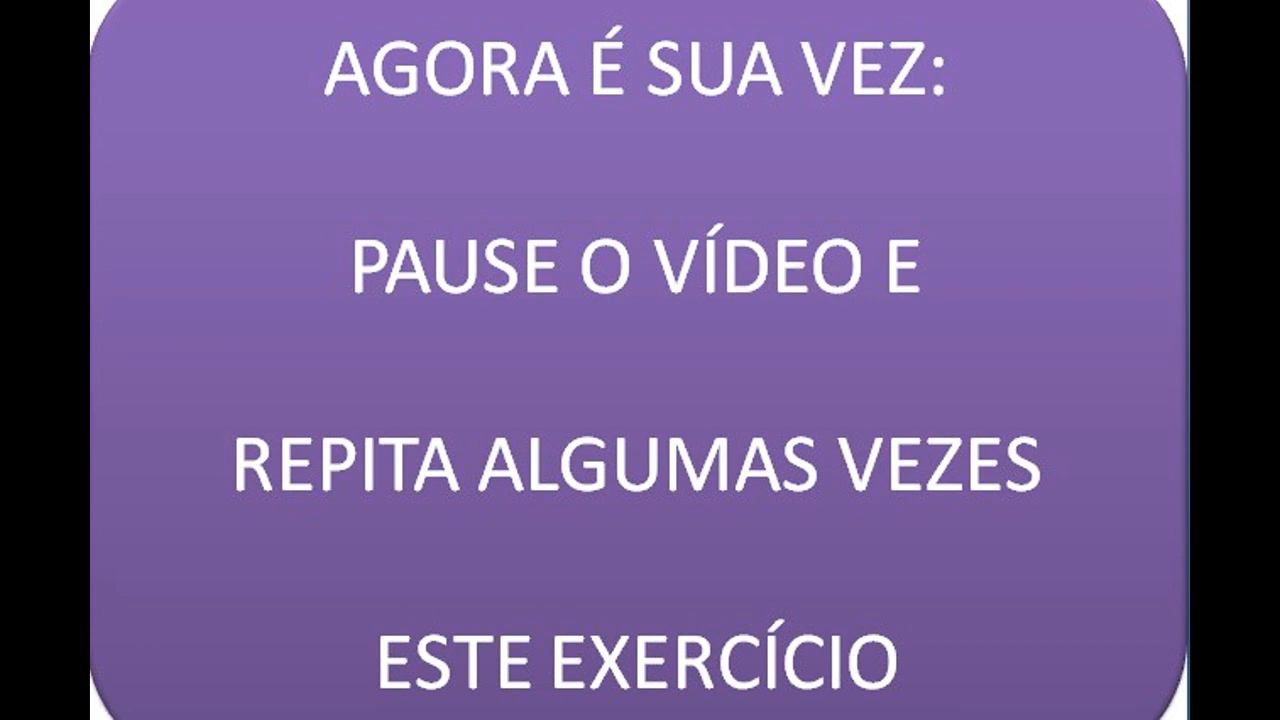 AGORA É SUA VEZ:
PAUSE O VÍDEO E
REPITA ALGUMAS VEZES
ESTE EXERCÍCIO